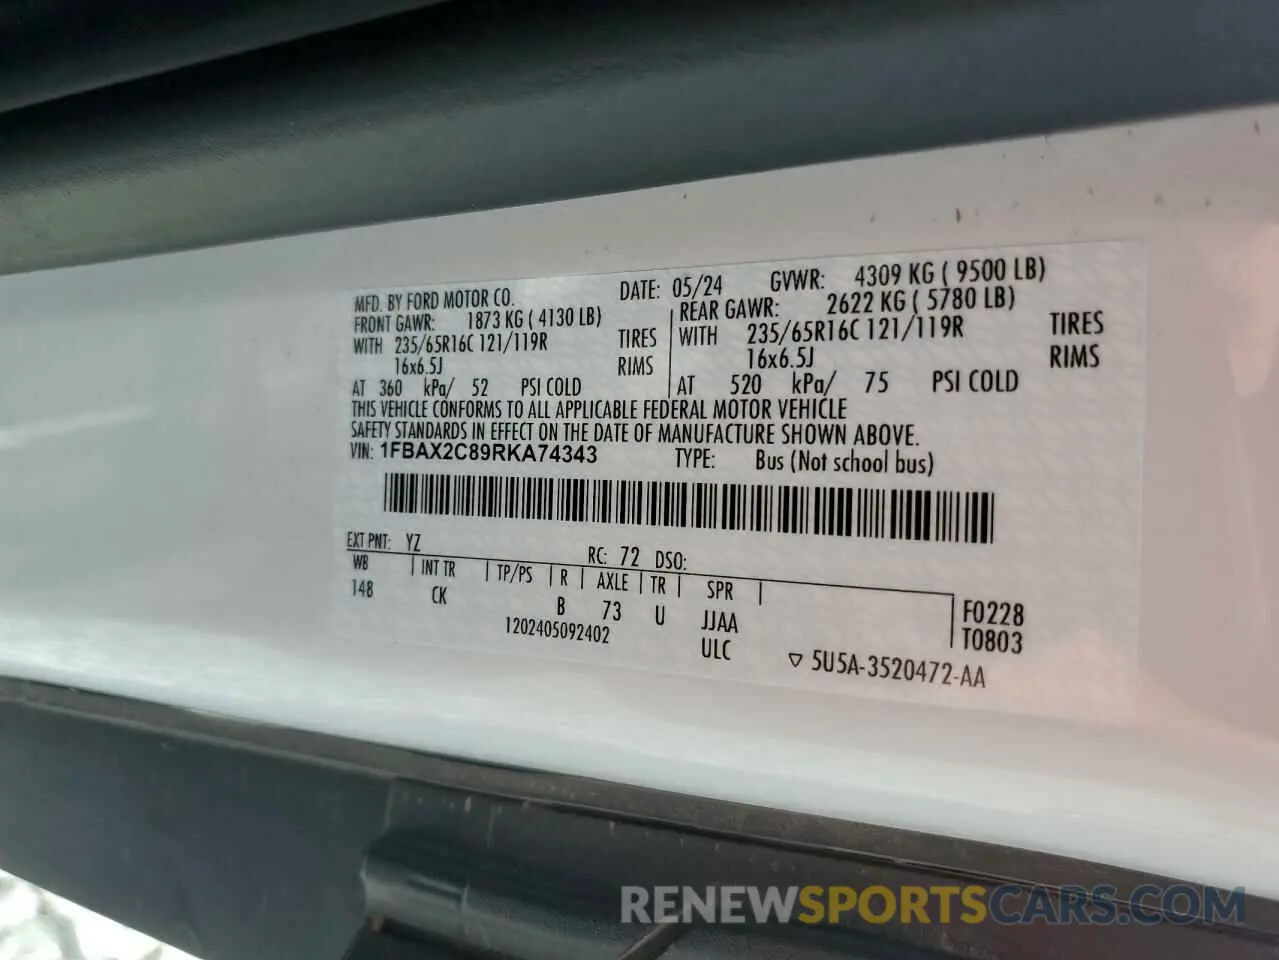 MFD. BY FORD MOTOR CO. DATE: 05/24 GVWR: 4309 KG ( 9500 LB)
FRONT GAWR: 1873 KG ( 4130 LB) REAR GAWR: 2622 KG ( 5780 LB)
WITH 235/65R16C 121/119R TIRES WITH 235/65R16C 121/119R TIRES
16x6.5J RIMS 16x6.5J RIMS
AT 360 kPa/ 52 PSI COLD AT 520 kPa/ 75 PSI COLD
THIS VEHICLE CONFORMS TO ALL APPLICABLE FEDERAL MOTOR VEHICLE
SAFETY STANDARDS IN EFFECT ON THE DATE OF MANUFACTURE SHOWN ABOVE.
VIN: 1FBAX2C89RKA74343 TYPE: Bus (Not school bus)
EXT PNT: YZ RC: 72 DSO:
WB INT TR TP/PS R AXLE TR SPR
148 CK B 73 U JJAA F0228
1202405092402 ULC T0803
5U5A-3520472-AA
RENEWSPORTSCARS.COM